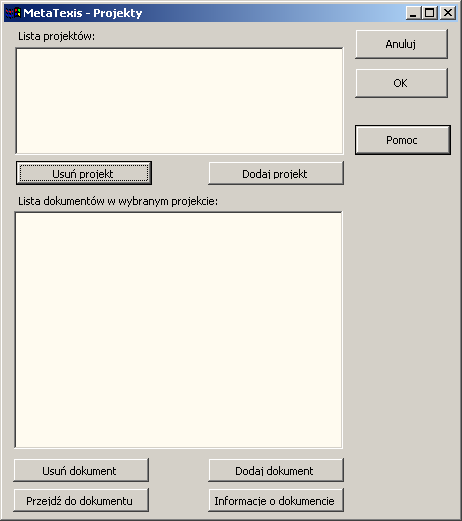 MetaTexis - Projekty
Lista projektów:
Anuluj
OK
Pomoc
Usuń projekt
Dodaj projekt
Lista dokumentów w wybranym projekcie:
Usuń dokument
Dodaj dokument
Przejdź do dokumentu
Informacje o dokumencie